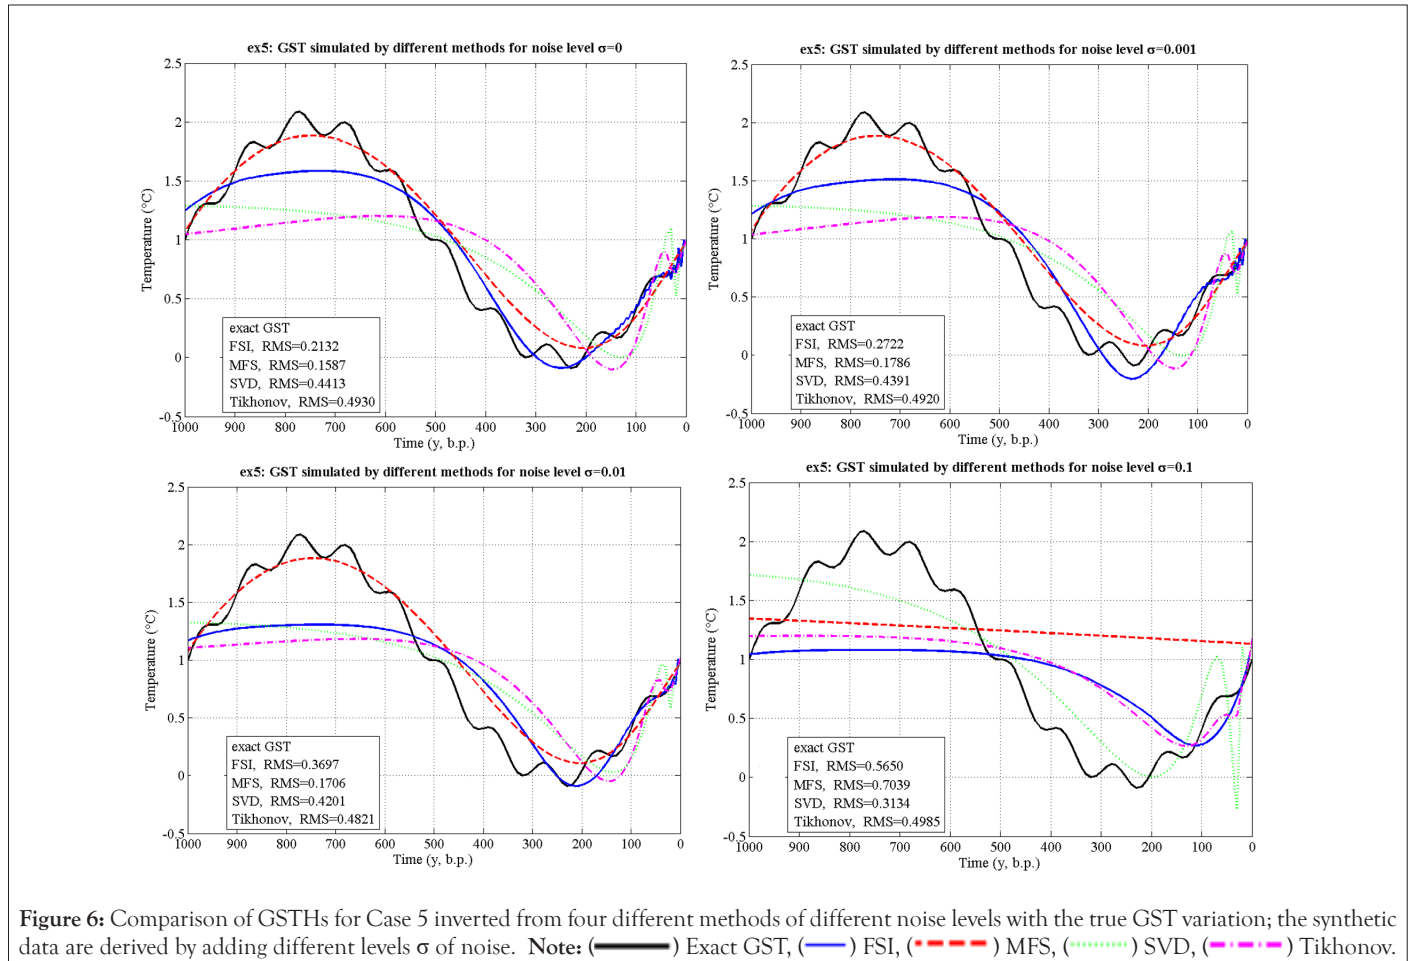 ex5: GST simulated by different methods for noise level σ=0
2.5
2
1.5
1
0.5
0
-0.5
Temperature (°C)
exact GST
FSI, RMS=0.2132
MFS, RMS=0.1587
SVD, RMS=0.4413
Tikhonov, RMS=0.4930
1000 900 800 700 600 500 400 300 200 100 0
Time (y, b.p.)
ex5: GST simulated by different methods for noise level σ=0.001
2.5
2
1.5
1
0.5
0
-0.5
Temperature (°C)
exact GST
FSI, RMS=0.2722
MFS, RMS=0.1786
SVD, RMS=0.4391
Tikhonov, RMS=0.4920
1000 900 800 700 600 500 400 300 200 100 0
Time (y, b.p.)
ex5: GST simulated by different methods for noise level σ=0.01
2.5
2
1.5
1
0.5
0
-0.5
Temperature (°C)
exact GST
FSI, RMS=0.3697
MFS, RMS=0.1706
SVD, RMS=0.4201
Tikhonov, RMS=0.4821
1000 900 800 700 600 500 400 300 200 100 0
Time (y, b.p.)
ex5: GST simulated by different methods for noise level σ=0.1
2.5
2
1.5
1
0.5
0
-0.5
Temperature (°C)
exact GST
FSI, RMS=0.5650
MFS, RMS=0.7039
SVD, RMS=0.3134
Tikhonov, RMS=0.4985
1000 900 800 700 600 500 400 300 200 100 0
Time (y, b.p.)
Figure 6: Comparison of GSTHs for Case 5 inverted from four different methods of different noise levels with the true GST variation; the synthetic
data are derived by adding different levels σ of noise. Note: ( ) Exact GST, ( ) FSI, ( ) MFS, ( ) SVD, ( ) Tikhonov.